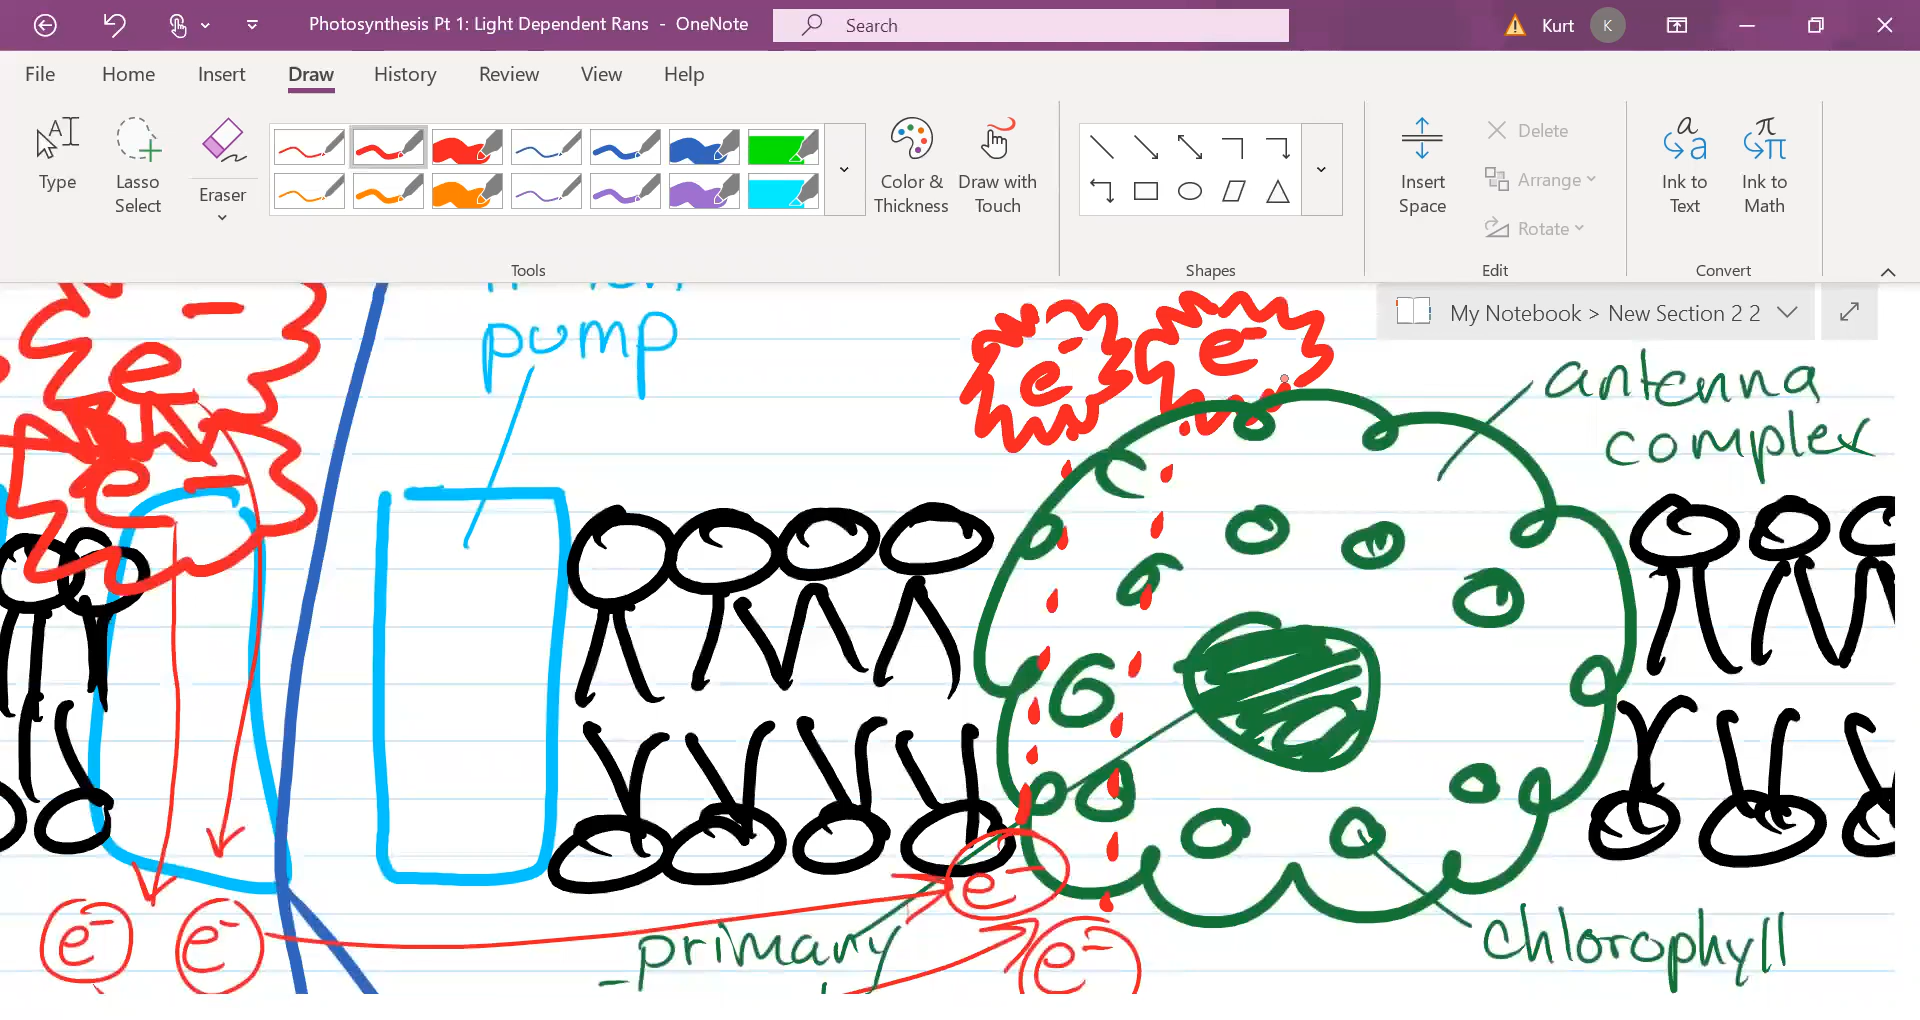 Photosynthesis Pt 1: Light Dependent Rans - OneNote
Search
Kurt
K
File Home Insert Draw History Review View Help
Type
Lasso Select
Eraser
Color & Thickness
Draw with Touch
Insert Space
Delete
Arrange
Rotate
Ink to Text
Ink to Math
Tools
Shapes
Edit
Convert
My Notebook > New Section 2 2
pump
e-
e-
e-
e-
antenna
complex
e-
e-
e-
e-
-primary
chlorophyll